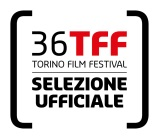 36TFF
TORINO FILM FESTIVAL
SELEZIONE
UFFICIALE